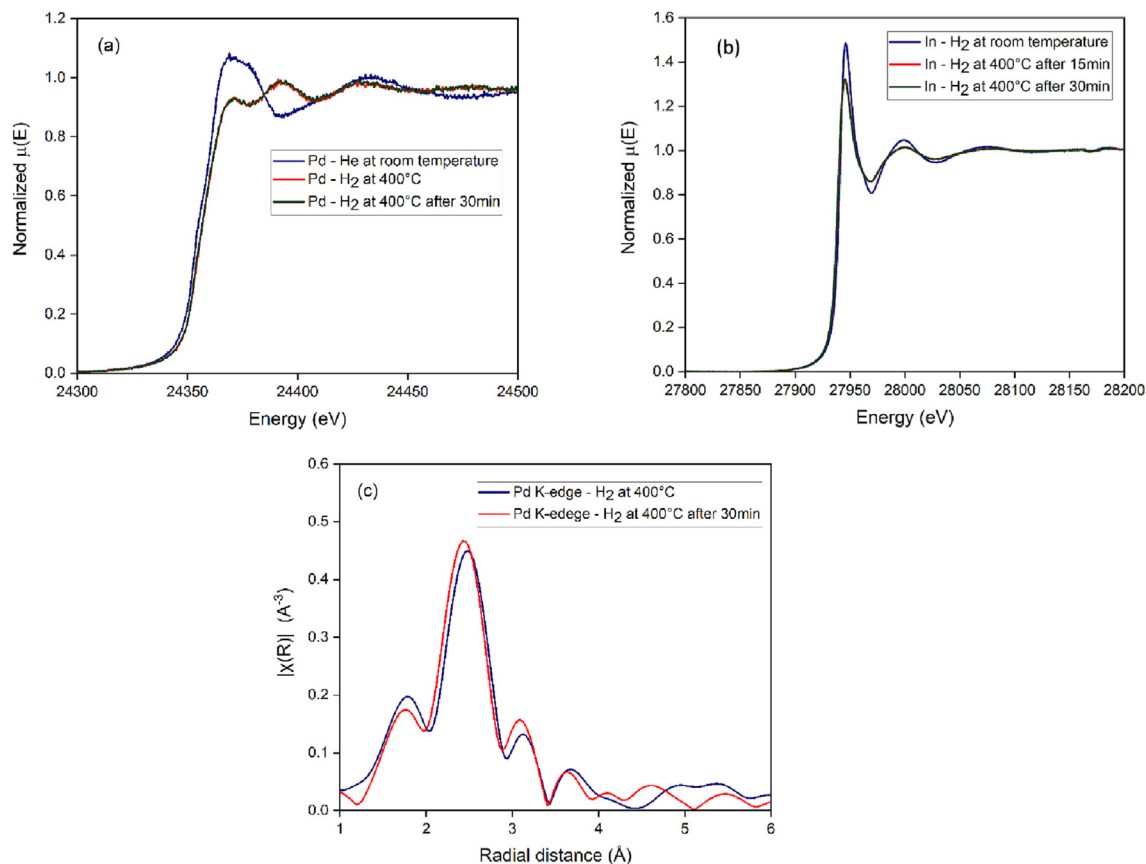 (a)
Normalized μ(E)
1.2
1.0
0.8
0.6
0.4
0.2
0.0
Pd - He at room temperature
Pd - H2 at 400°C
Pd - H2 at 400°C after 30min
24300 24350 24400 24450 24500
Energy (eV)
(b)
Normalized μ(E)
1.6
1.4
1.2
1.0
0.8
0.6
0.4
0.2
0.0
In - H2 at room temperature
In - H2 at 400°C after 15min
In - H2 at 400°C after 30min
27800 27850 27900 27950 28000 28050 28100 28150 28200
Energy (eV)
(c)
|χ(R)| (A-3)
0.6
0.5
0.4
0.3
0.2
0.1
0.0
Pd K-edge - H2 at 400°C
Pd K-edege - H2 at 400°C after 30min
1 2 3 4 5 6
Radial distance (Å)